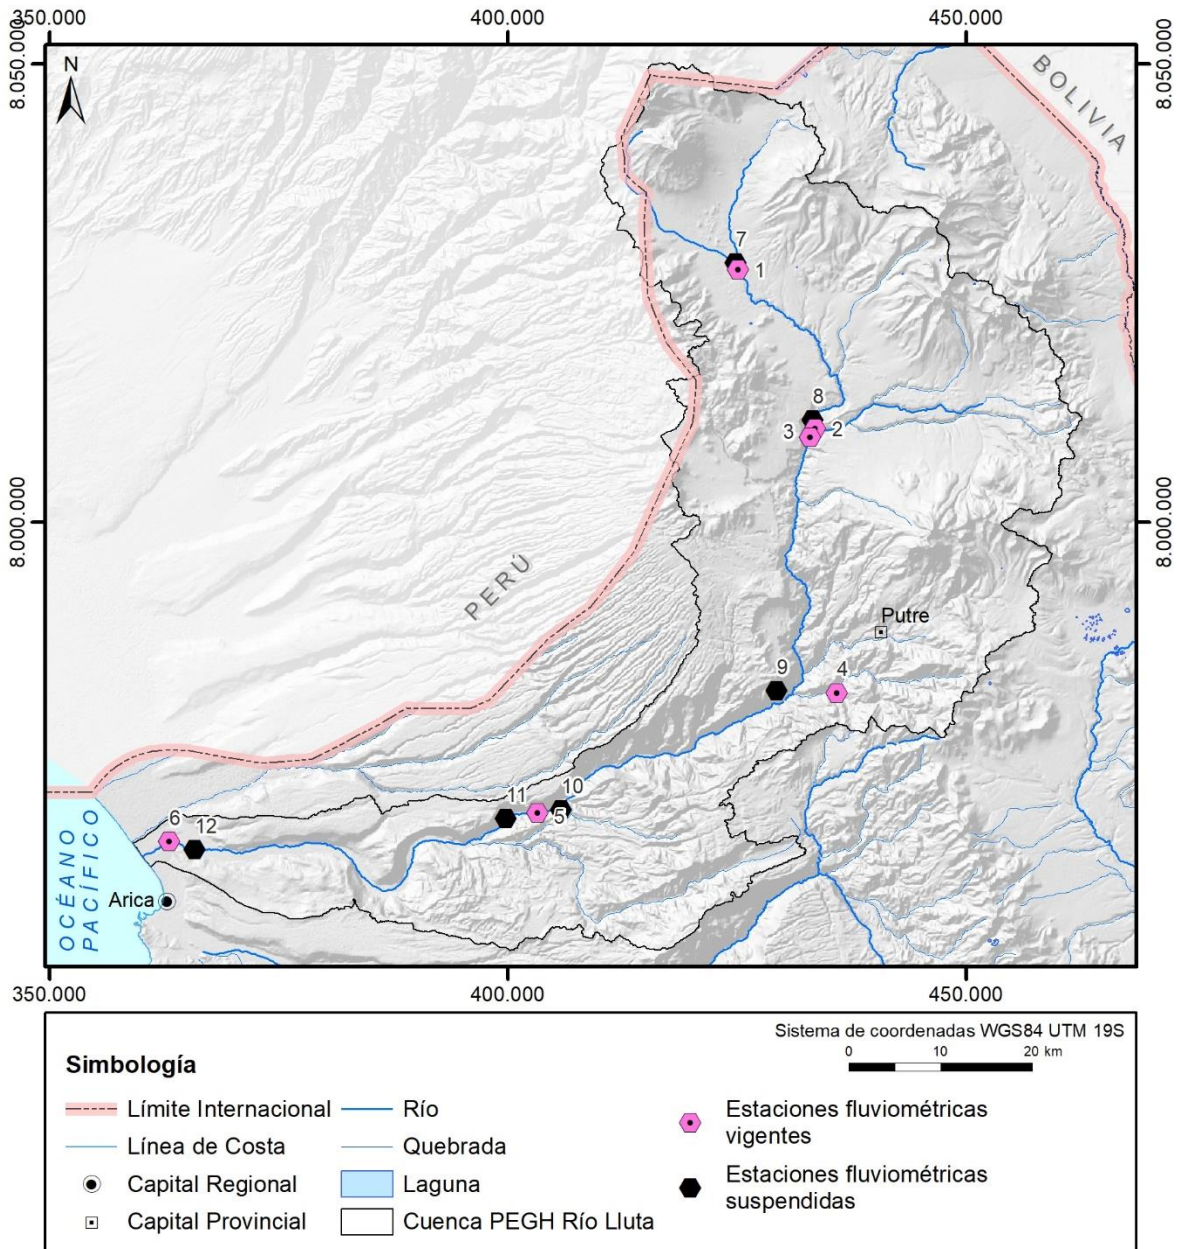 350.000
400.000
450.000
8.050.000
8.050.000
N
BOLIVIA
7
1
8
3
2
8.000.000
8.000.000
PERÚ
Putre
9
4
11
10
5
6
12
OCÉANO
PACÍFICO
Arica
350.000
400.000
450.000
Sistema de coordenadas WGS84 UTM 19S
0
10
20 km
Simbología
Límite Internacional
Río
Estaciones fluviométricas
vigentes
Línea de Costa
Quebrada
Capital Regional
Laguna
Estaciones fluviométricas
suspendidas
Capital Provincial
Cuenca PEGH Río Lluta